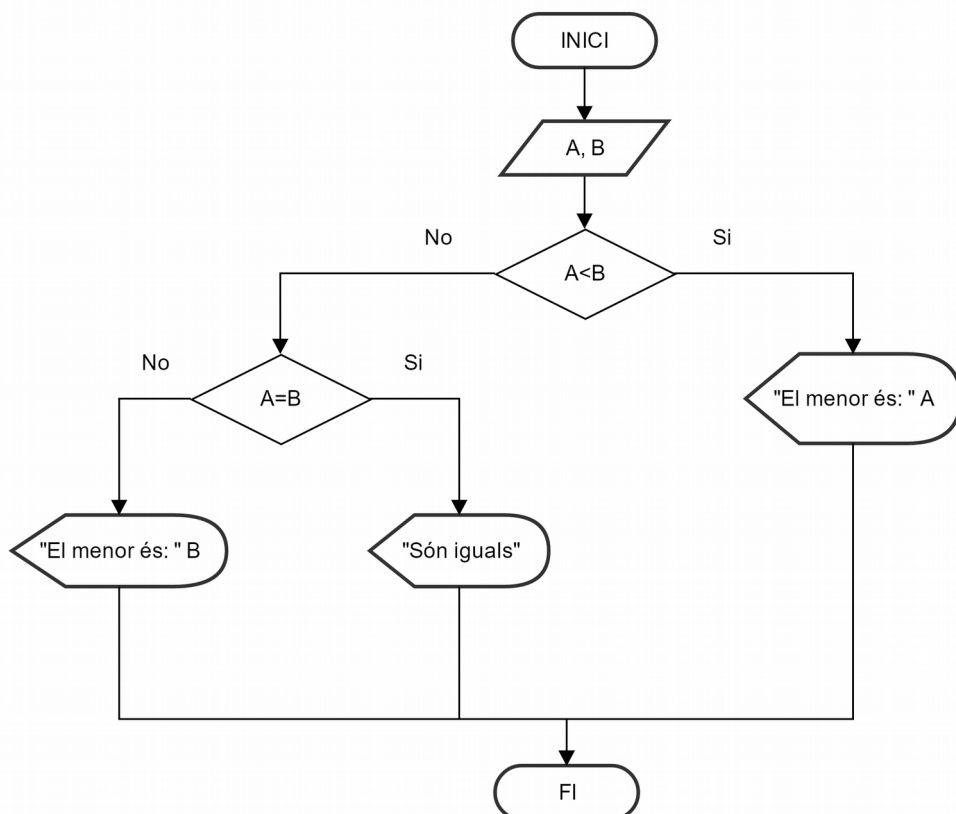 INICI
A, B
No
Si
A<B
No
Si
A=B
"El menor és: " A
"El menor és: " B
"Són iguals"
FI